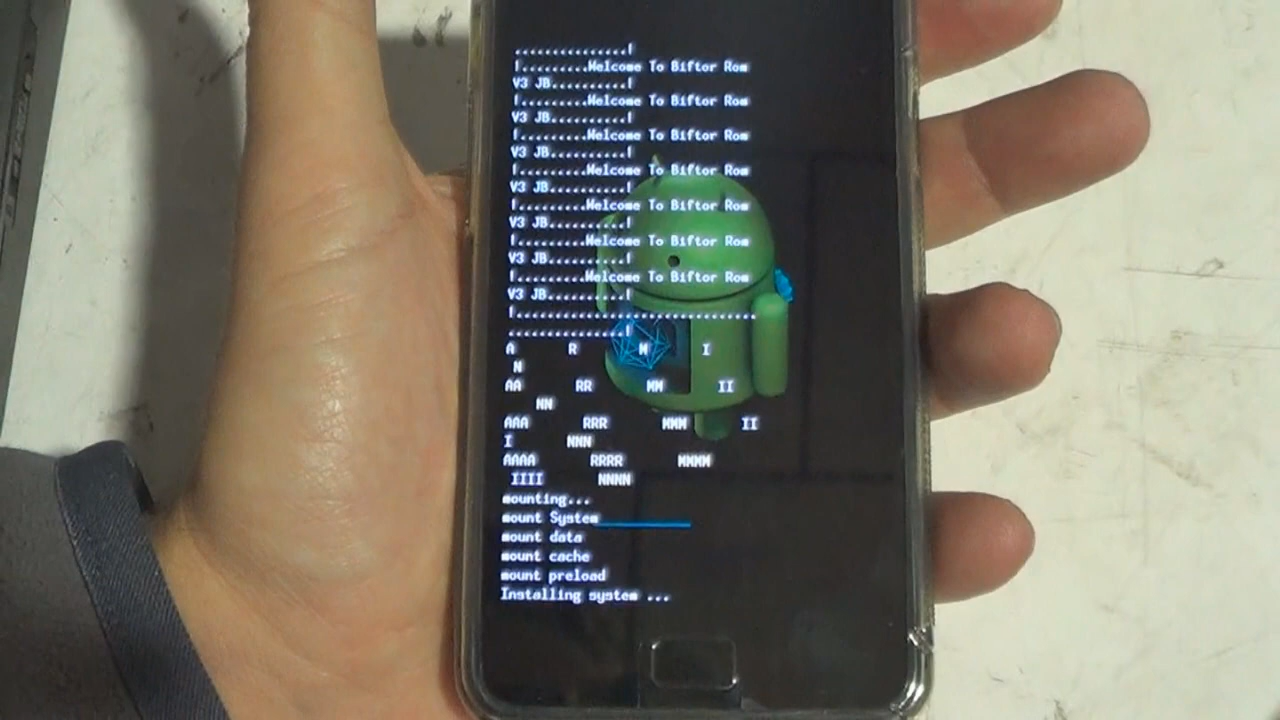 ...............!
!.........Welcome To Biftor Rom
V3 JB..........!
!.........Welcome To Biftor Rom
V3 JB..........!
!.........Welcome To Biftor Rom
V3 JB..........!
!.........Welcome To Biftor Rom
V3 JB..........!
!.........Welcome To Biftor Rom
V3 JB..........!
!.........Welcome To Biftor Rom
V3 JB..........!
!.........Welcome To Biftor Rom
V3 JB..........!
!..............................
...............!
A R M I
N
AA RR MM II
NN
AAA RRR MMM II
I NNN
AAAA RRRR MMMM
IIII NNNN
mounting...
mount System
mount data
mount cache
mount preload
Installing system ...